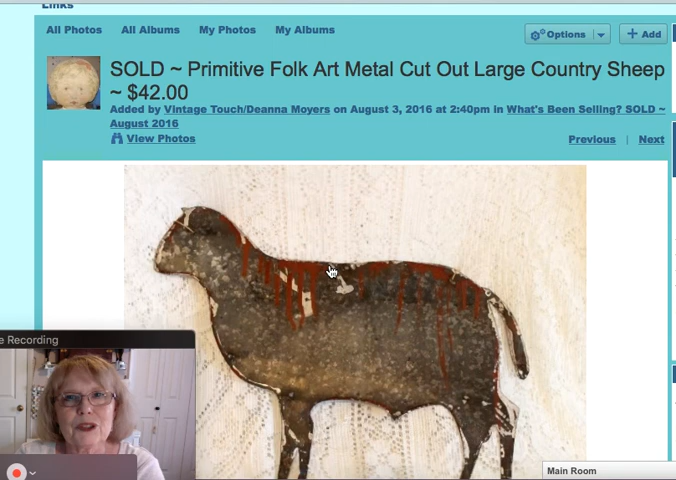 Links
All Photos All Albums My Photos My Albums
Options
+ Add
SOLD ~ Primitive Folk Art Metal Cut Out Large Country Sheep
~ $42.00
Added by Vintage Touch/Deanna Moyers on August 3, 2016 at 2:40pm in What's Been Selling? SOLD ~
August 2016
View Photos
Previous | Next
e Recording
Main Room